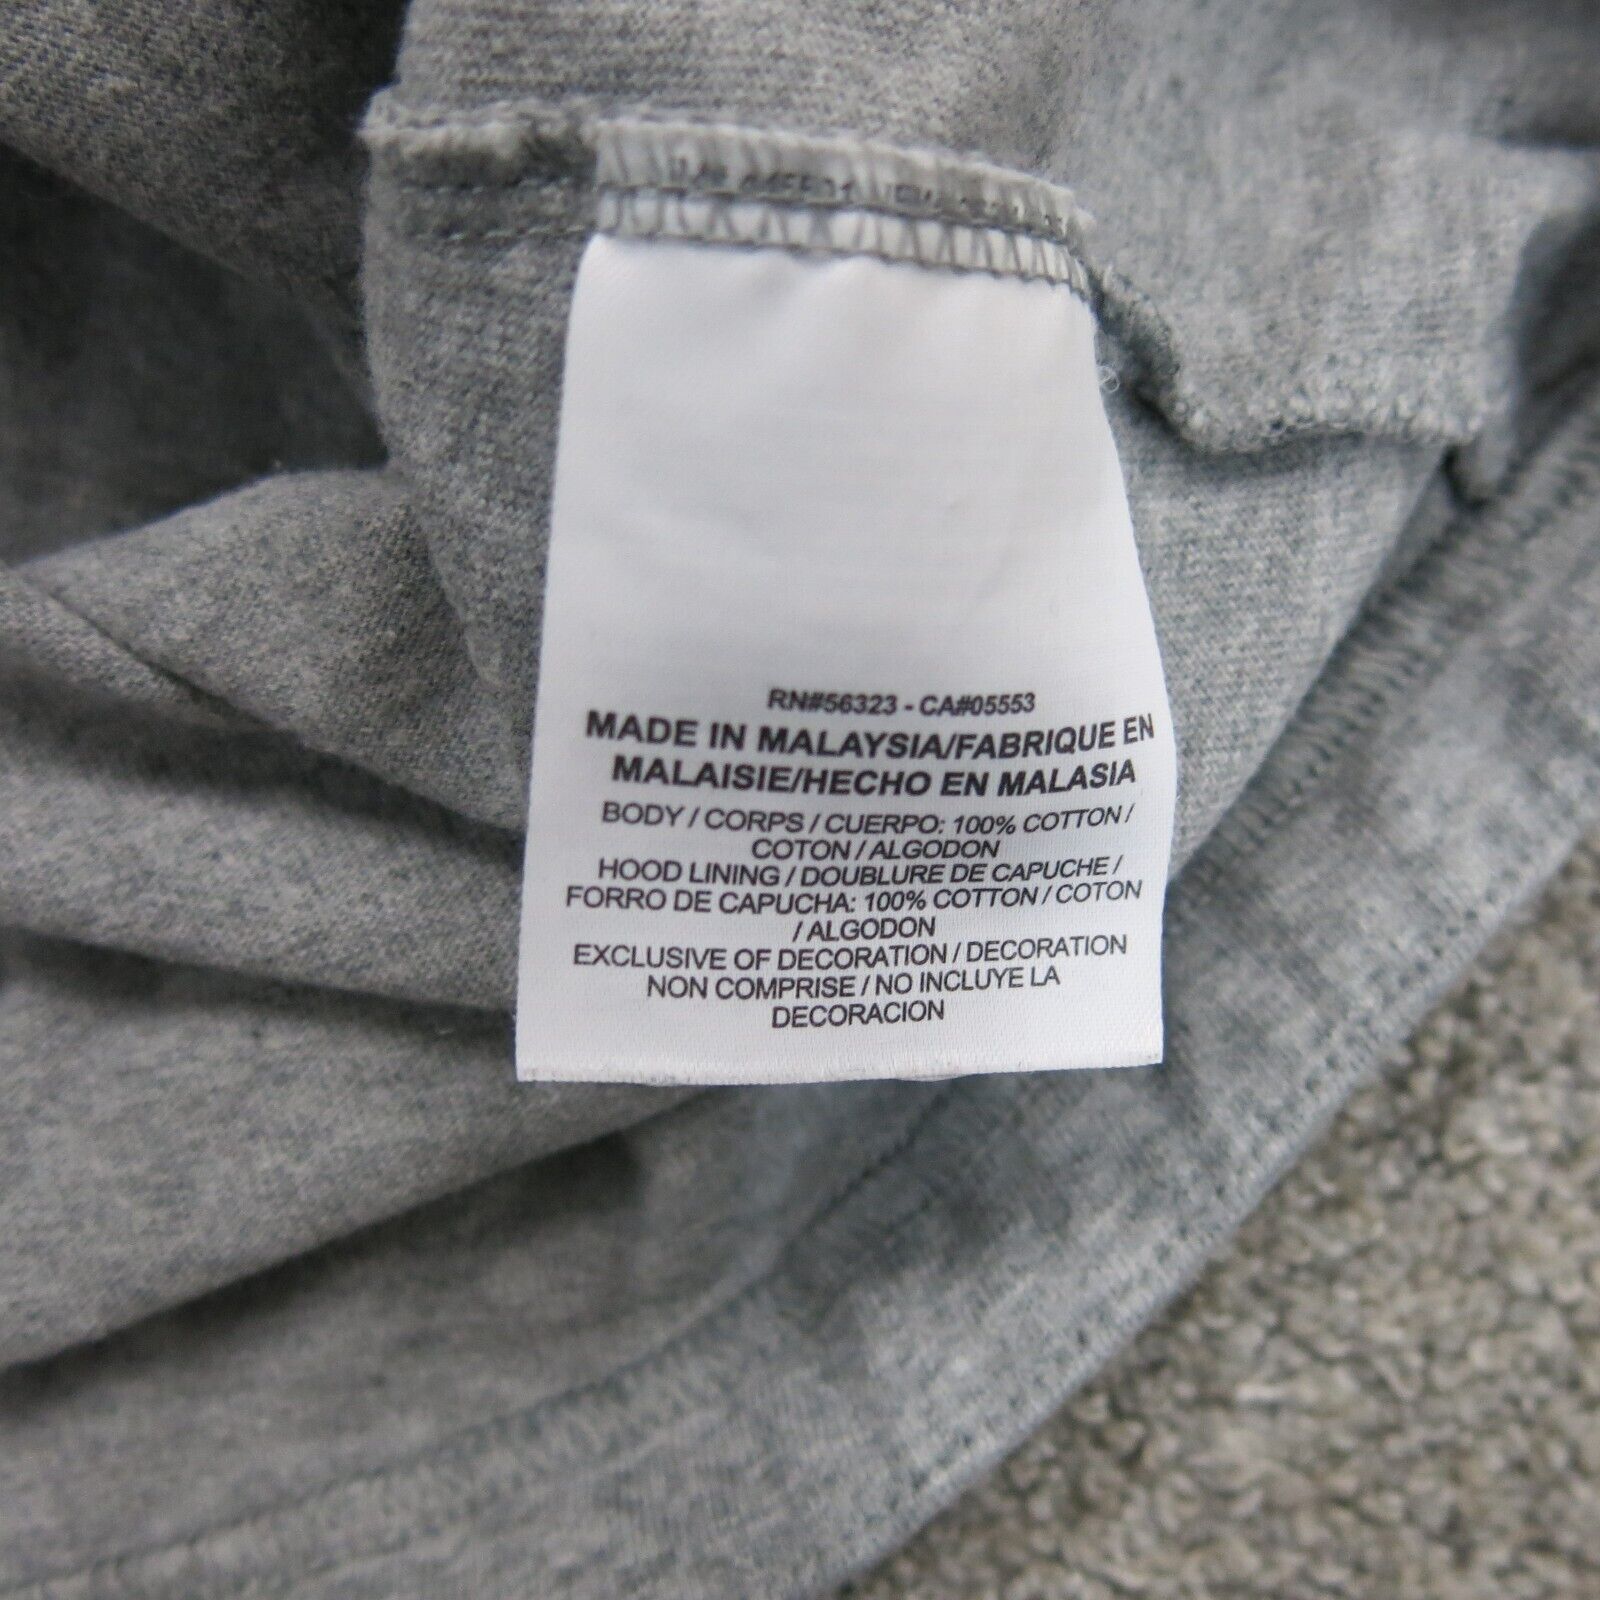 RN#56323 - CA#05553
MADE IN MALAYSIA/FABRIQUE EN
MALAISIE/HECHO EN MALASIA
BODY / CORPS / CUERPO: 100% COTTON /
COTON / ALGODON
HOOD LINING / DOUBLURE DE CAPUCHE /
FORRO DE CAPUCHA: 100% COTTON / COTON
/ ALGODON
EXCLUSIVE OF DECORATION / DECORATION
NON COMPRISE / NO INCLUYE LA
DECORACION